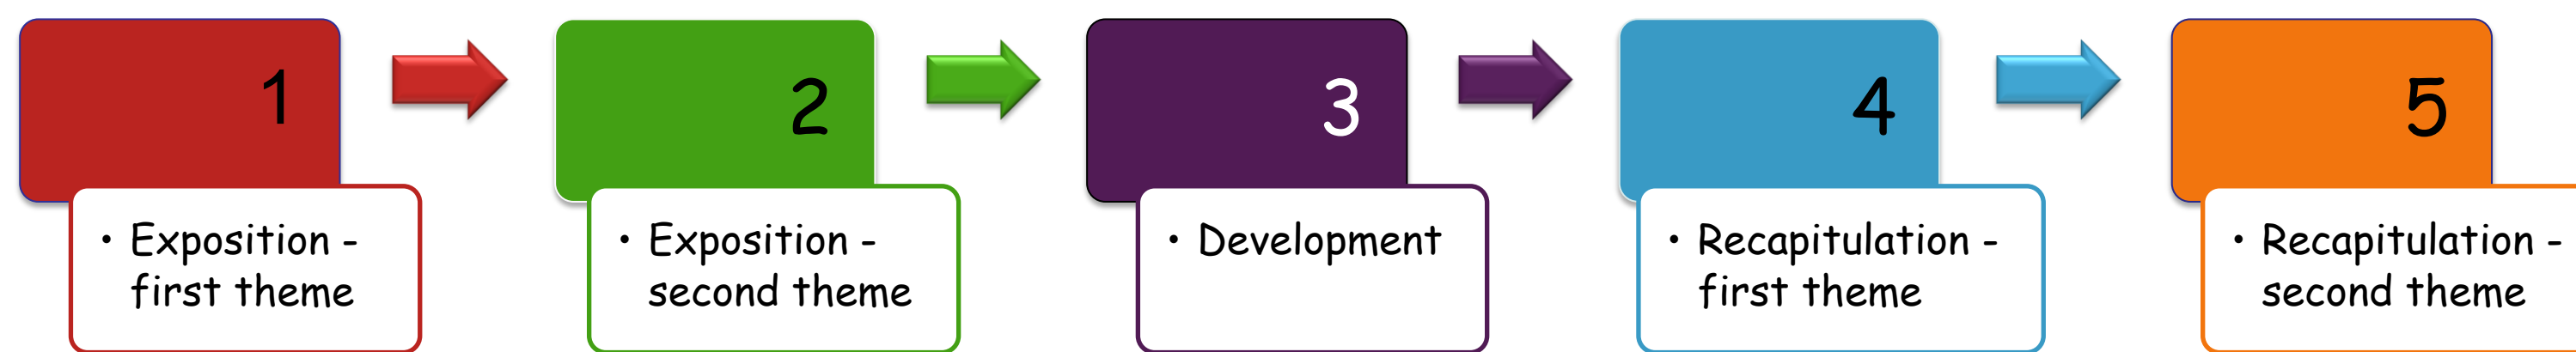 1
2
3
4
5
• Exposition -
first theme
• Exposition -
second theme
• Development
• Recapitulation -
first theme
• Recapitulation -
second theme